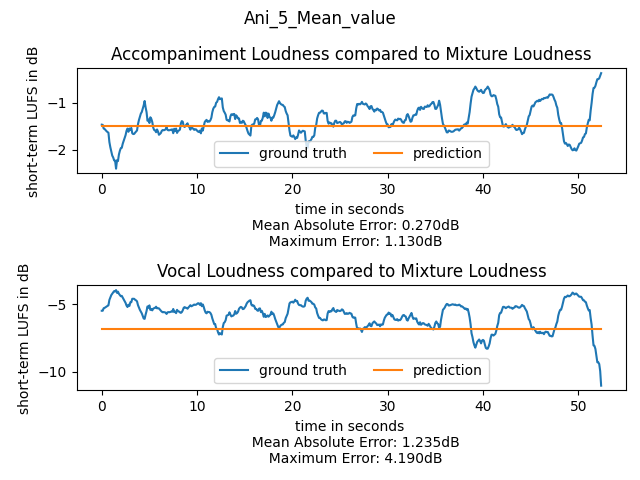 Ani_5_Mean_value
Accompaniment Loudness compared to Mixture Loudness
short-term LUFS in dB
−1
−2
ground truth
prediction
0 10 20 30 40 50
time in seconds
Mean Absolute Error: 0.270dB
Maximum Error: 1.130dB
Vocal Loudness compared to Mixture Loudness
short-term LUFS in dB
−5
−10
ground truth
prediction
0 10 20 30 40 50
time in seconds
Mean Absolute Error: 1.235dB
Maximum Error: 4.190dB